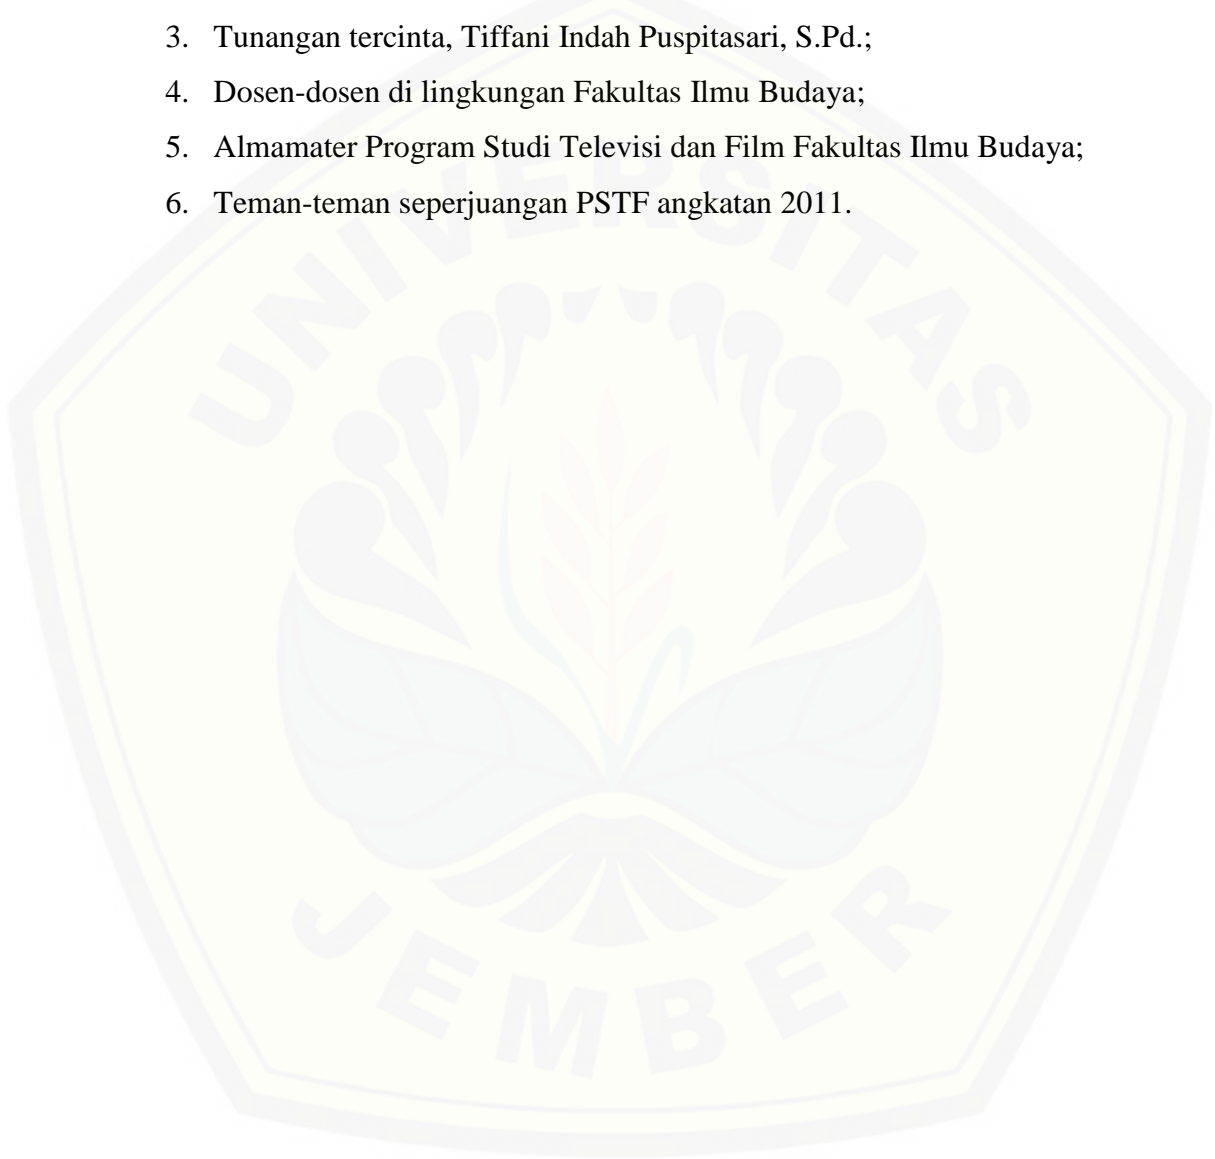 3. Tunangan tercinta, Tiffani Indah Puspitasari, S.Pd.;
4. Dosen-dosen di lingkungan Fakultas Ilmu Budaya;
5. Almamater Program Studi Televisi dan Film Fakultas Ilmu Budaya;
6. Teman-teman seperjuangan PSTF angkatan 2011.
UNIVERSITAS
JEMBER